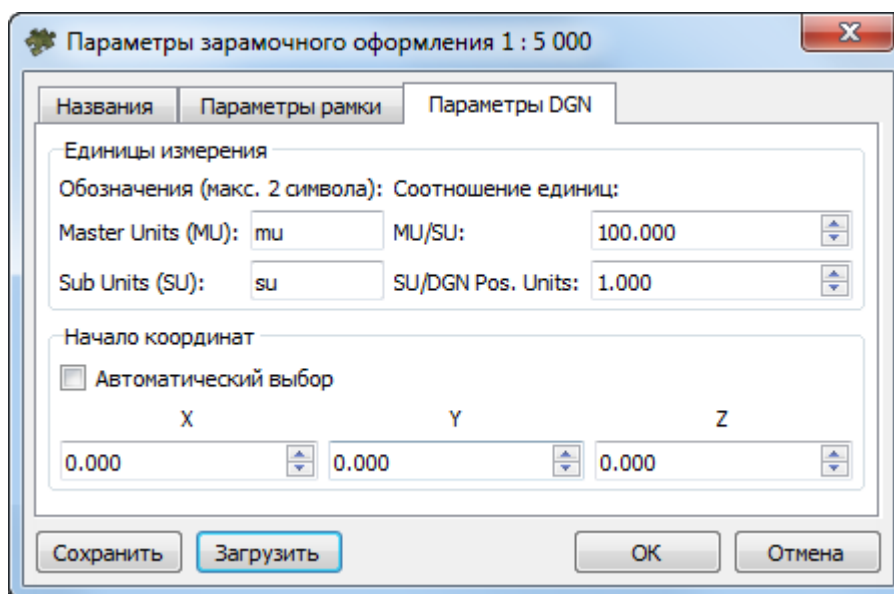 Параметры зарамочного оформления 1 : 5 000
Названия Параметры рамки Параметры DGN
Единицы измерения
Обозначения (макс. 2 символа): Соотношение единиц:
Master Units (MU): mu MU/SU: 100.000
Sub Units (SU): su SU/DGN Pos. Units: 1.000
Начало координат
Автоматический выбор
X Y Z
0.000 0.000 0.000
Сохранить Загрузить OK Отмена